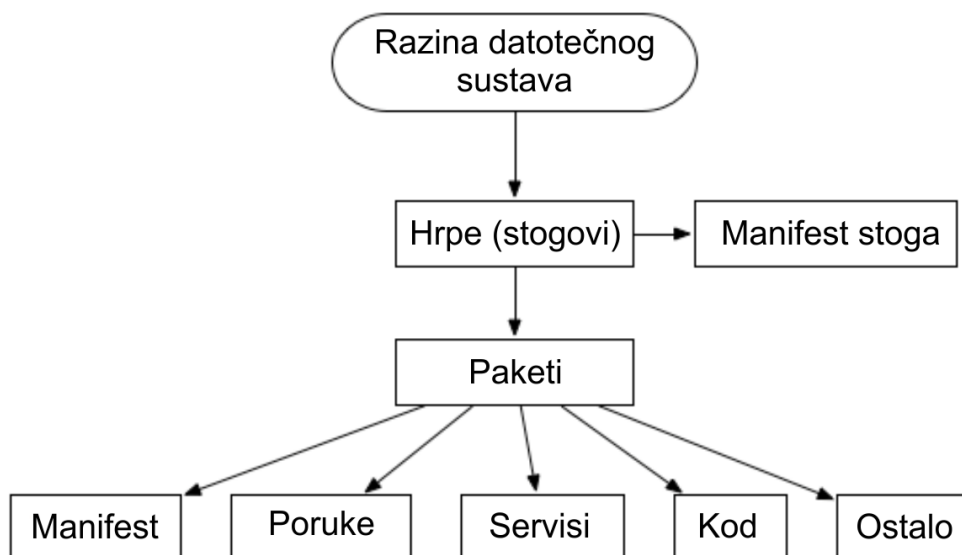 Razina datotečnog
sustava
Hrpe (stogovi)
Manifest stoga
Paketi
Manifest
Poruke
Servisi
Kod
Ostalo